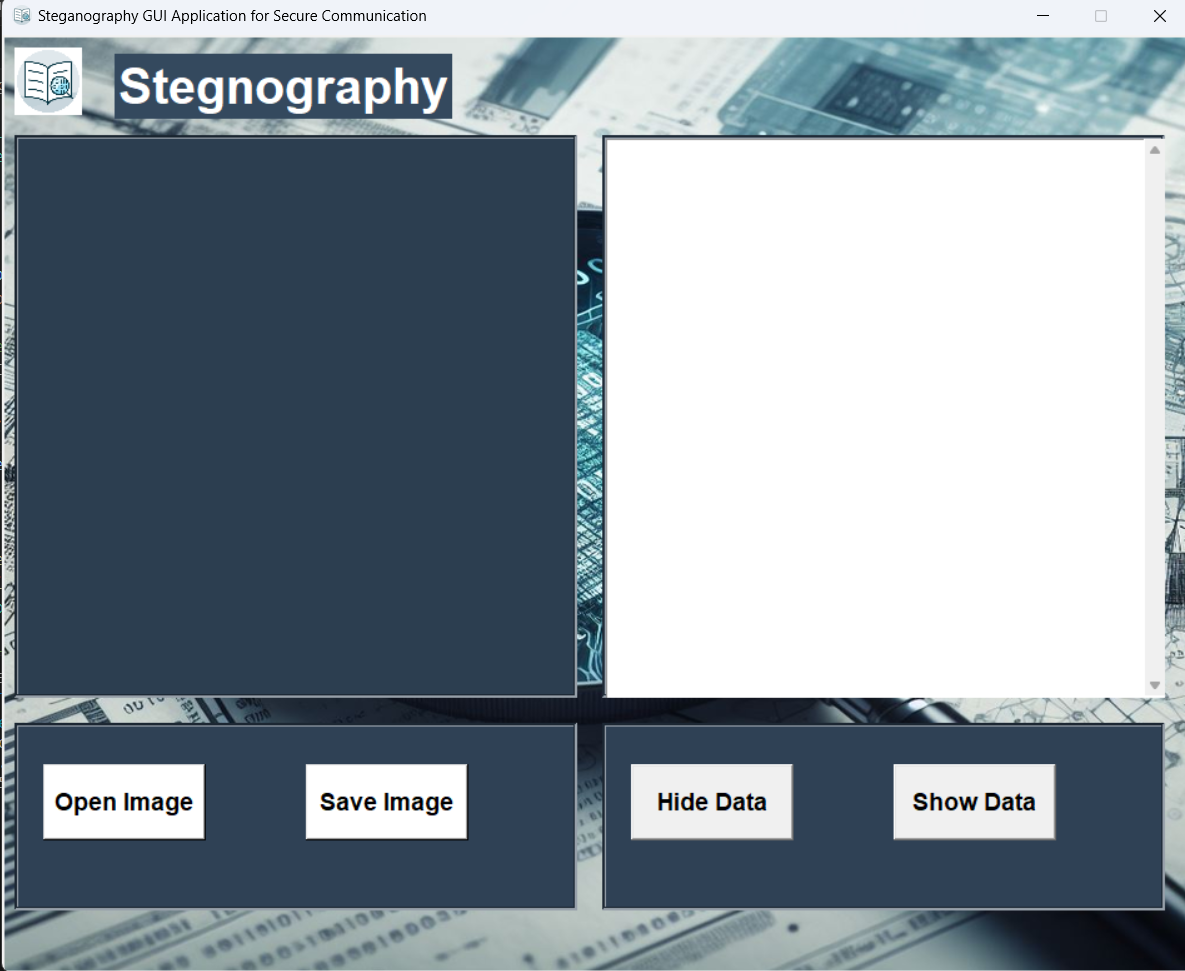 Steganography GUI Application for Secure Communication
Stegnography
Open Image
Save Image
Hide Data
Show Data